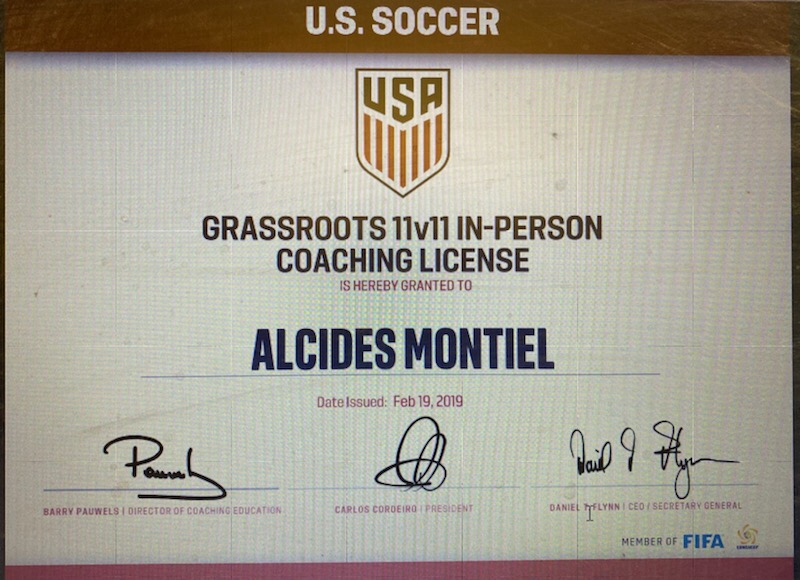 U.S. SOCCER
USA
GRASSROOTS 11v11 IN-PERSON
COACHING LICENSE
IS HEREBY GRANTED TO
ALCIDES MONTIEL
Date Issued: Feb 19, 2019
BARRY PAUWELS | DIRECTOR OF COACHING EDUCATION
CARLOS CORDEIRO | PRESIDENT
DANIEL T FLYNN | CEO / SECRETARY GENERAL
MEMBER OF FIFA
CONCACAF